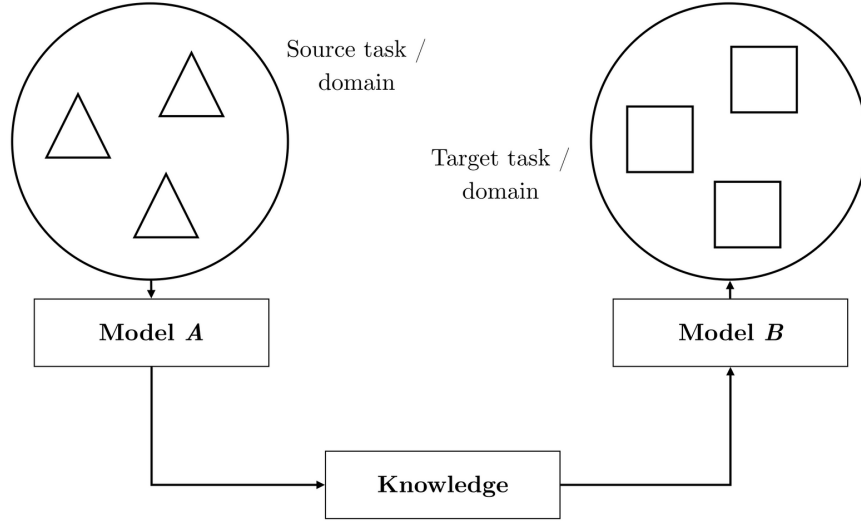 Source task /
domain
Target task /
domain
Model A
Model B
Knowledge